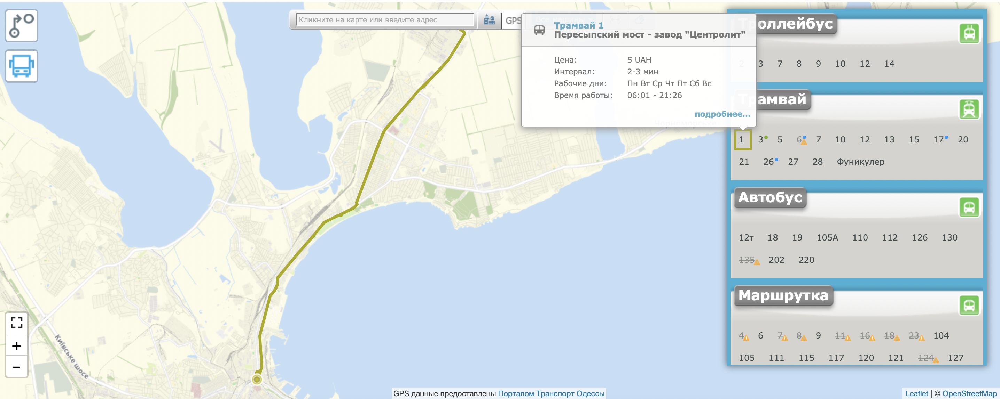 Кликните на карте или введите адрес
GPS
Все машины
Трамвай 1
Пересыпский мост - завод "Центролит"
Цена: 5 UAH
Интервал: 2-3 мин
Рабочие дни: Пн Вт Ср Чт Пт Сб Вс
Время работы: 06:01 - 21:26
подробнее...
Чорноморське
Троллейбус
2 3 7 8 9 10 12 14
Трамвай
1 3 5 6 7 10 12 13 15 17 20
21 26 27 28 Фуникулер
Автобус
12т 18 19 105А 110 112 126 130
135 202 220
Маршрутка
4 6 7 8 9 11 16 18 23 104
105 111 115 117 120 121 124 127
+
−
Київське шосе
GPS данные предоставлены Порталом Транспорт Одессы
Leaflet | © OpenStreetMap